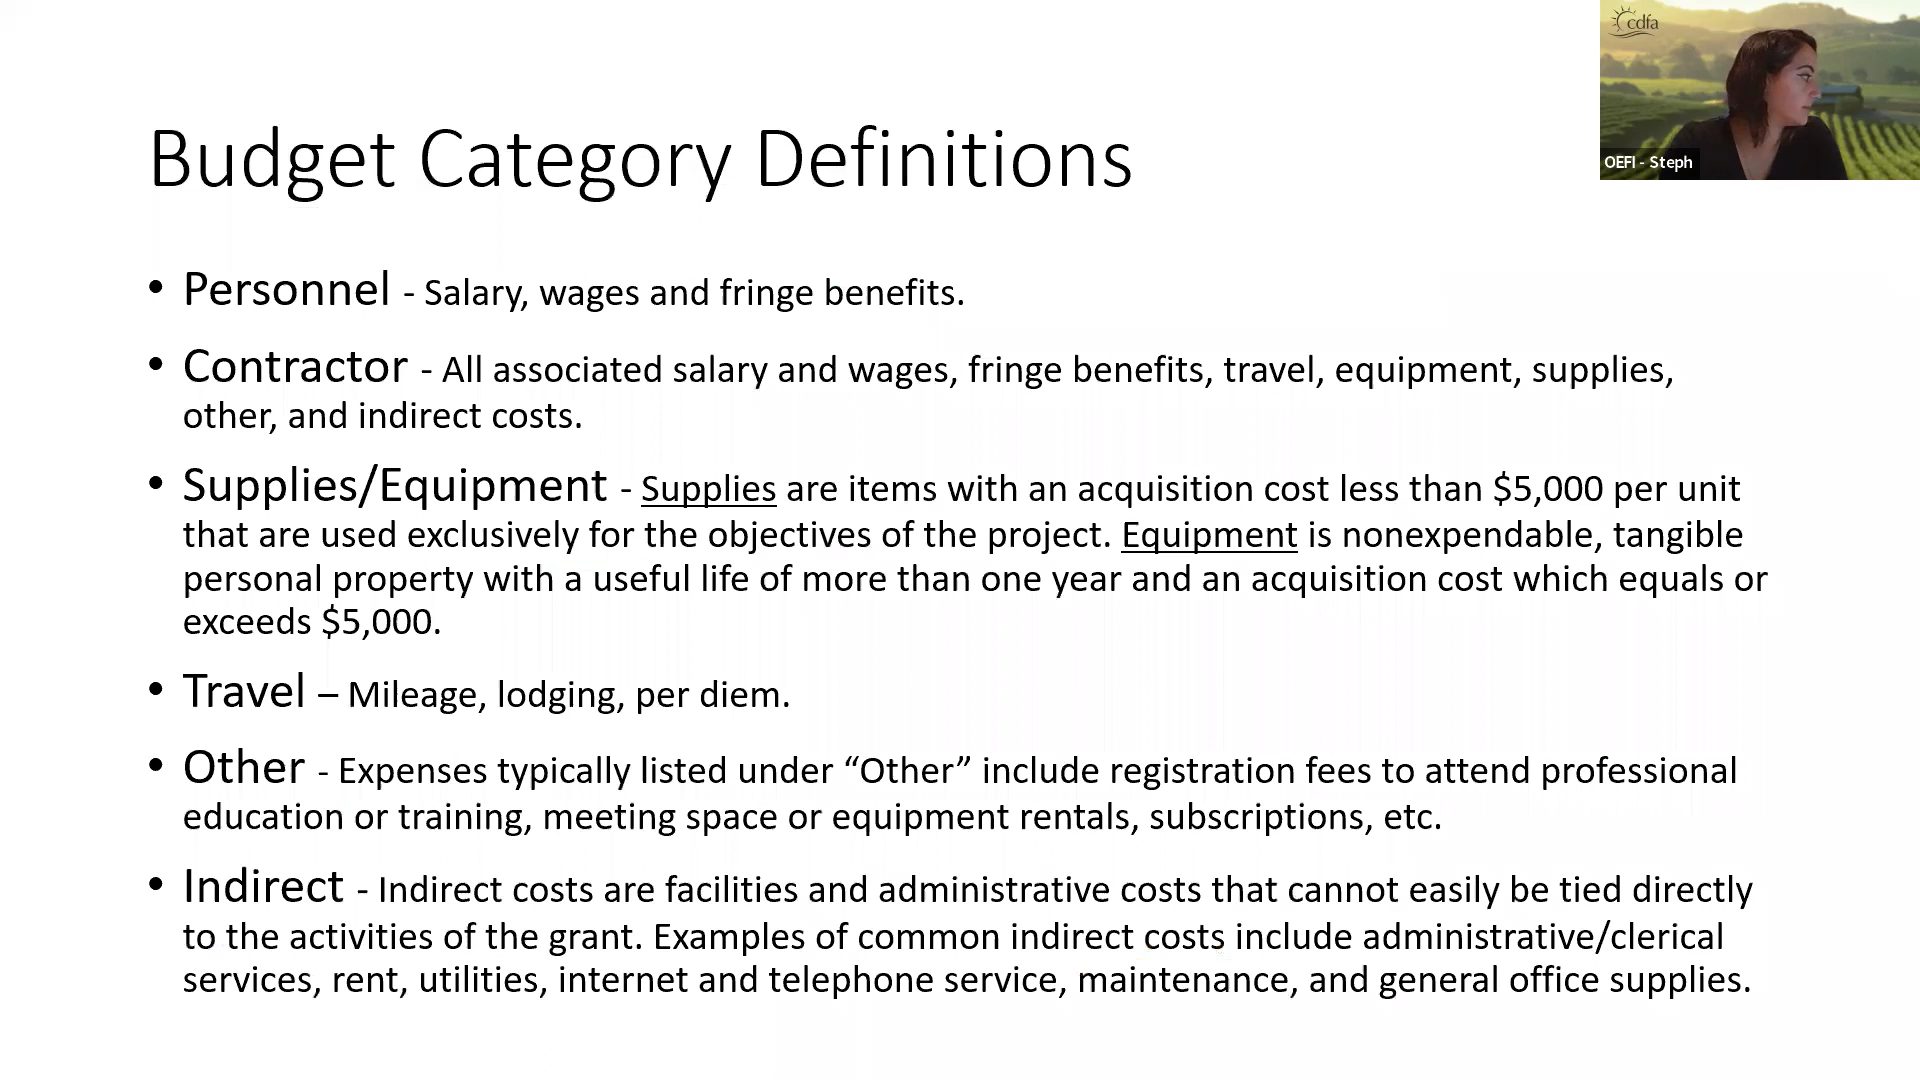 cdfa
OEFI - Steph
Budget Category Definitions
• Personnel - Salary, wages and fringe benefits.
• Contractor - All associated salary and wages, fringe benefits, travel, equipment, supplies,
other, and indirect costs.
• Supplies/Equipment - Supplies are items with an acquisition cost less than $5,000 per unit
that are used exclusively for the objectives of the project. Equipment is nonexpendable, tangible
personal property with a useful life of more than one year and an acquisition cost which equals or
exceeds $5,000.
• Travel – Mileage, lodging, per diem.
• Other - Expenses typically listed under “Other” include registration fees to attend professional
education or training, meeting space or equipment rentals, subscriptions, etc.
• Indirect - Indirect costs are facilities and administrative costs that cannot easily be tied directly
to the activities of the grant. Examples of common indirect costs include administrative/clerical
services, rent, utilities, internet and telephone service, maintenance, and general office supplies.